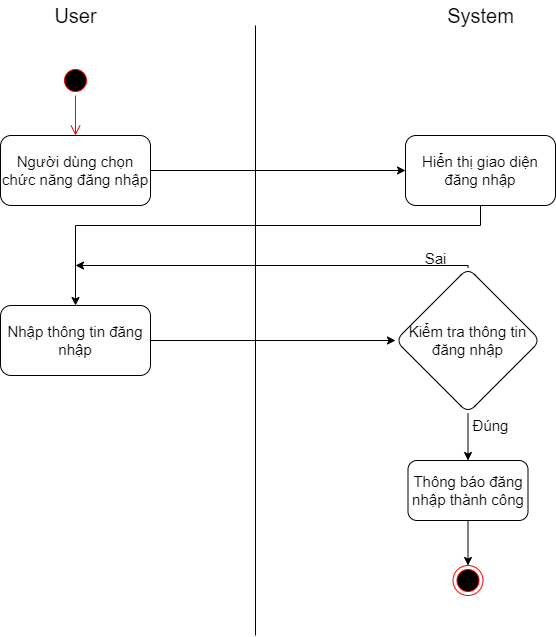 User
System
Người dùng chọn
chức năng đăng nhập
Hiển thị giao diện
đăng nhập
Sai
Nhập thông tin đăng
nhập
Kiểm tra thông tin
đăng nhập
Đúng
Thông báo đăng
nhập thành công